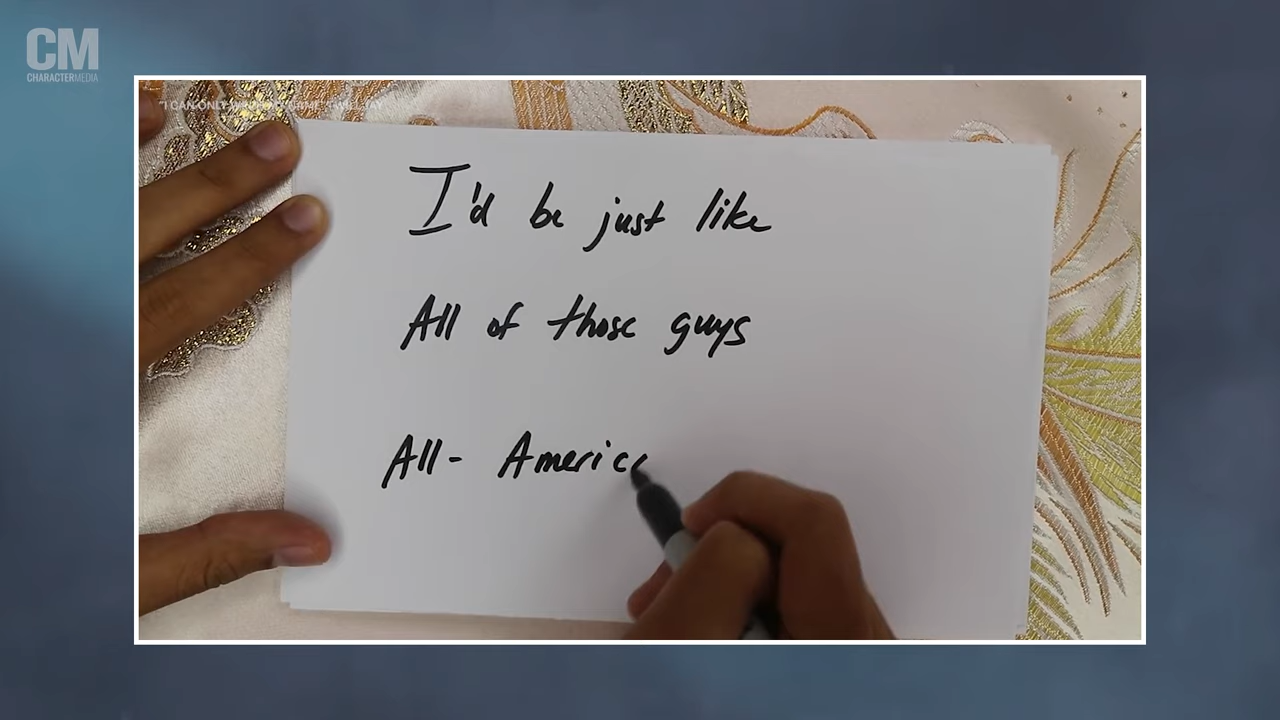 CM
CHARACTERMEDIA
I'd be just like
All of those guys
All- Americ